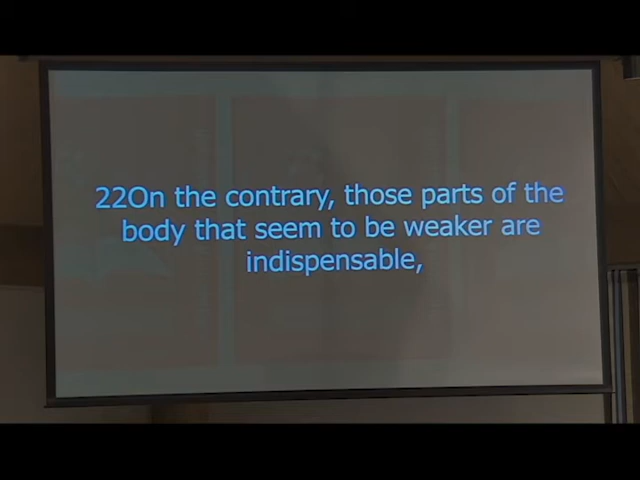 22On the contrary, those parts of the
body that seem to be weaker are
indispensable,